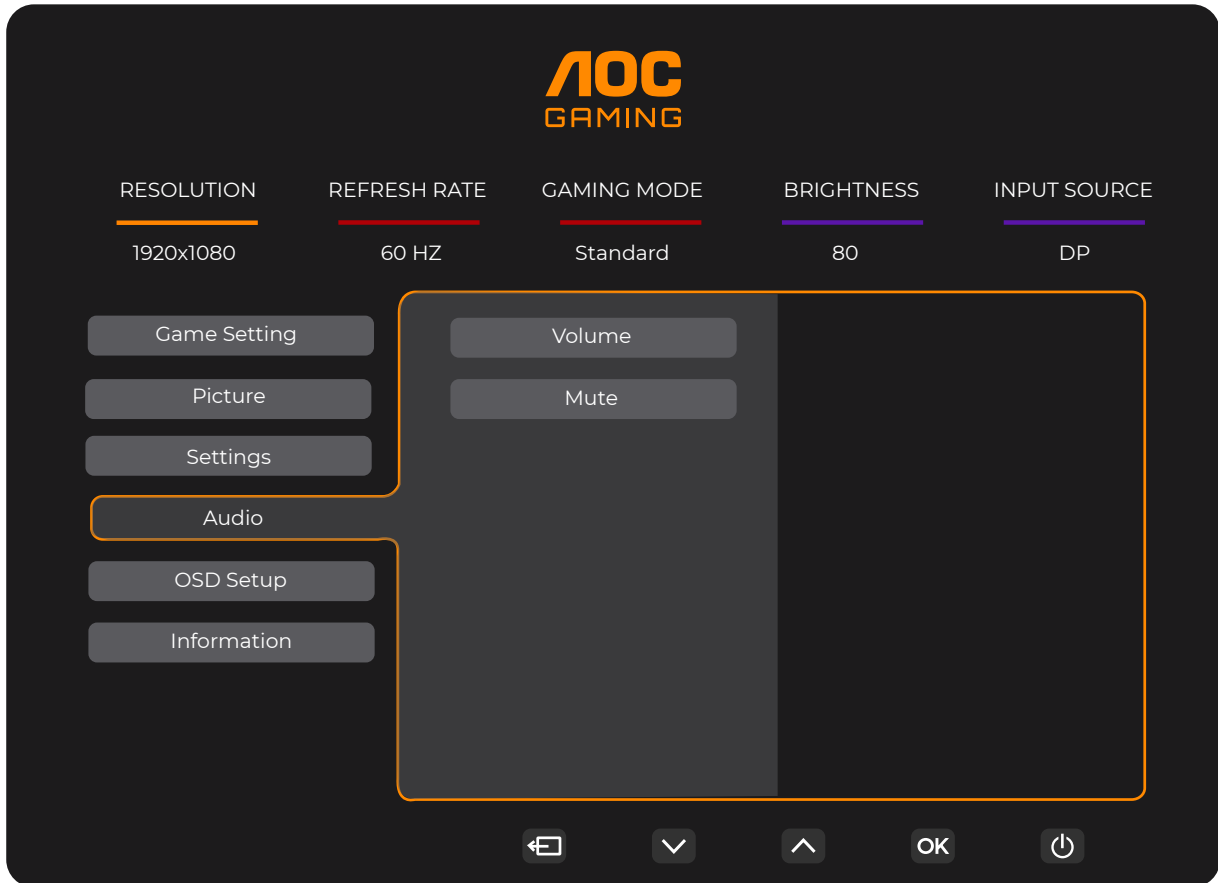 AOC
GAMING
RESOLUTION REFRESH RATE GAMING MODE BRIGHTNESS INPUT SOURCE
1920x1080 60 HZ Standard 80 DP
Game Setting
Volume
Picture
Mute
Settings
Audio
OSD Setup
Information
OK